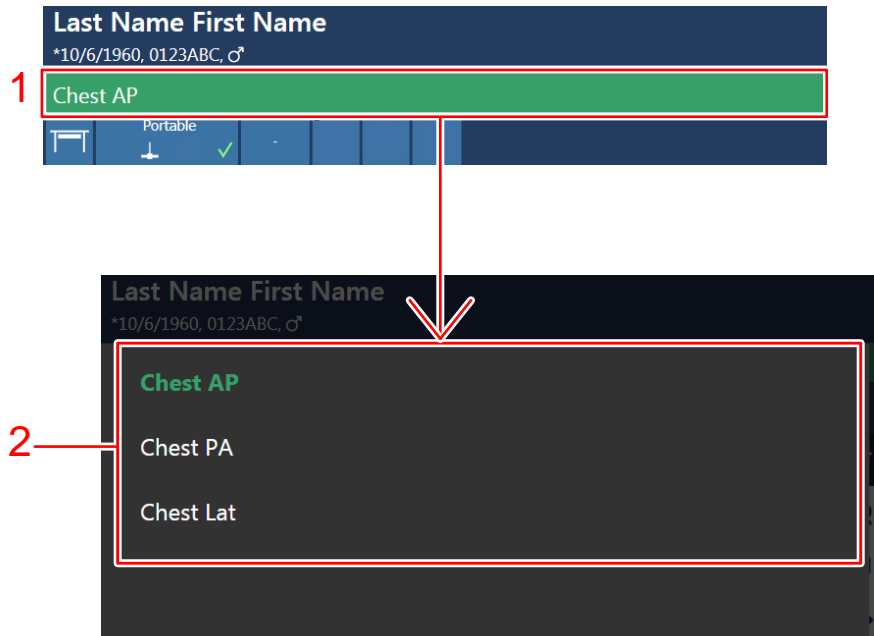 Last Name First Name
*10/6/1960, 0123ABC, ♂
1
Chest AP
Portable
-
Last Name First Name
*10/6/1960, 0123ABC, ♂
Chest AP
2
Chest PA
Chest Lat